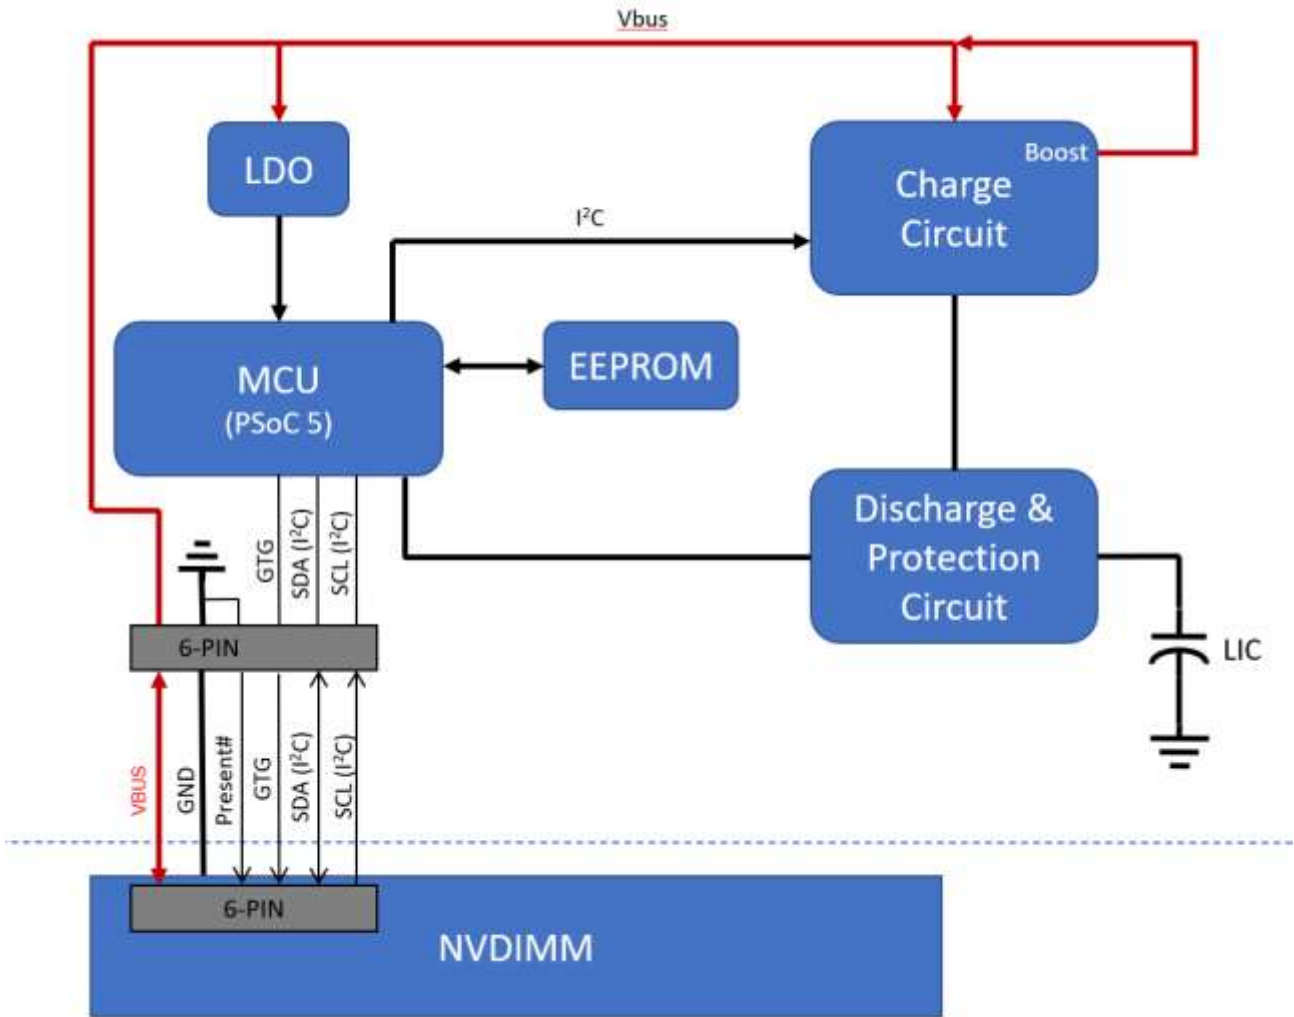 Vbus
LDO
Boost
Charge
Circuit
I²C
MCU
(PSoC 5)
EEPROM
Discharge &
Protection
Circuit
GTG
SDA (I²C)
SCL (I²C)
6-PIN
LIC
VBUS
GND
Present#
GTG
SDA (I²C)
SCL (I²C)
6-PIN
NVDIMM